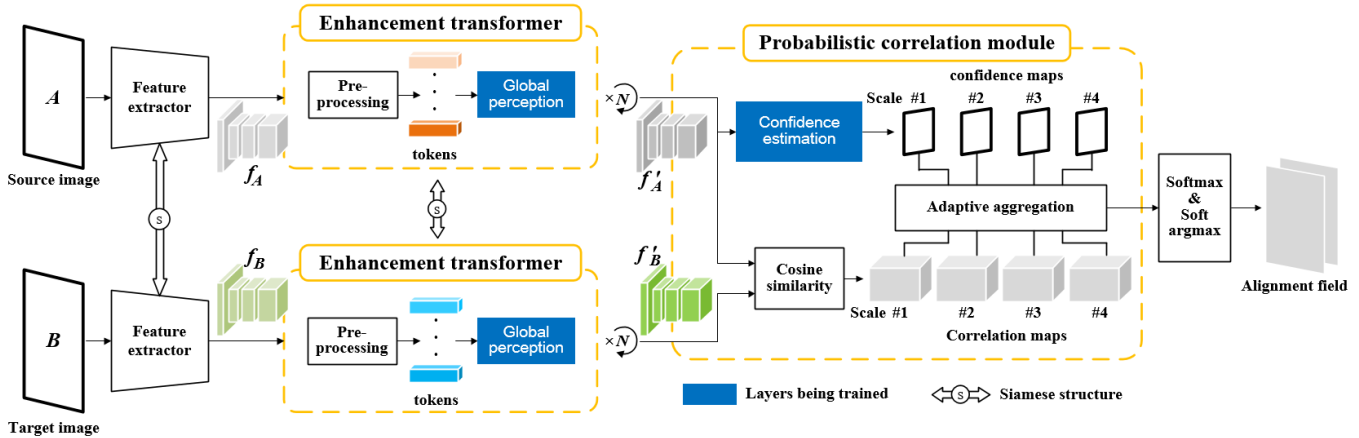 Enhancement transformer
A
Source image
Feature
extractor
f_A
Pre-
processing
tokens
Global
perception
×N
f'_A
Probabilistic correlation module
confidence maps
Scale #1 #2 #3 #4
Confidence
estimation
Adaptive aggregation
Softmax
&
Soft
argmax
Alignment field
S
S
B
Target image
Feature
extractor
f_B
Enhancement transformer
Pre-
processing
tokens
Global
perception
×N
f'_B
Cosine
similarity
Scale #1 #2 #3 #4
Correlation maps
Layers being trained
S
Siamese structure